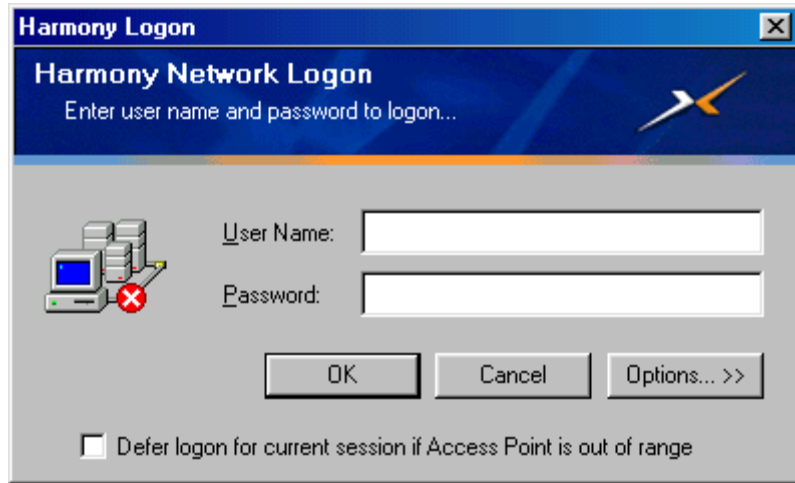 Harmony Logon
Harmony Network Logon
Enter user name and password to logon...
User Name:
Password:
OK Cancel Options... >>
Defer logon for current session if Access Point is out of range